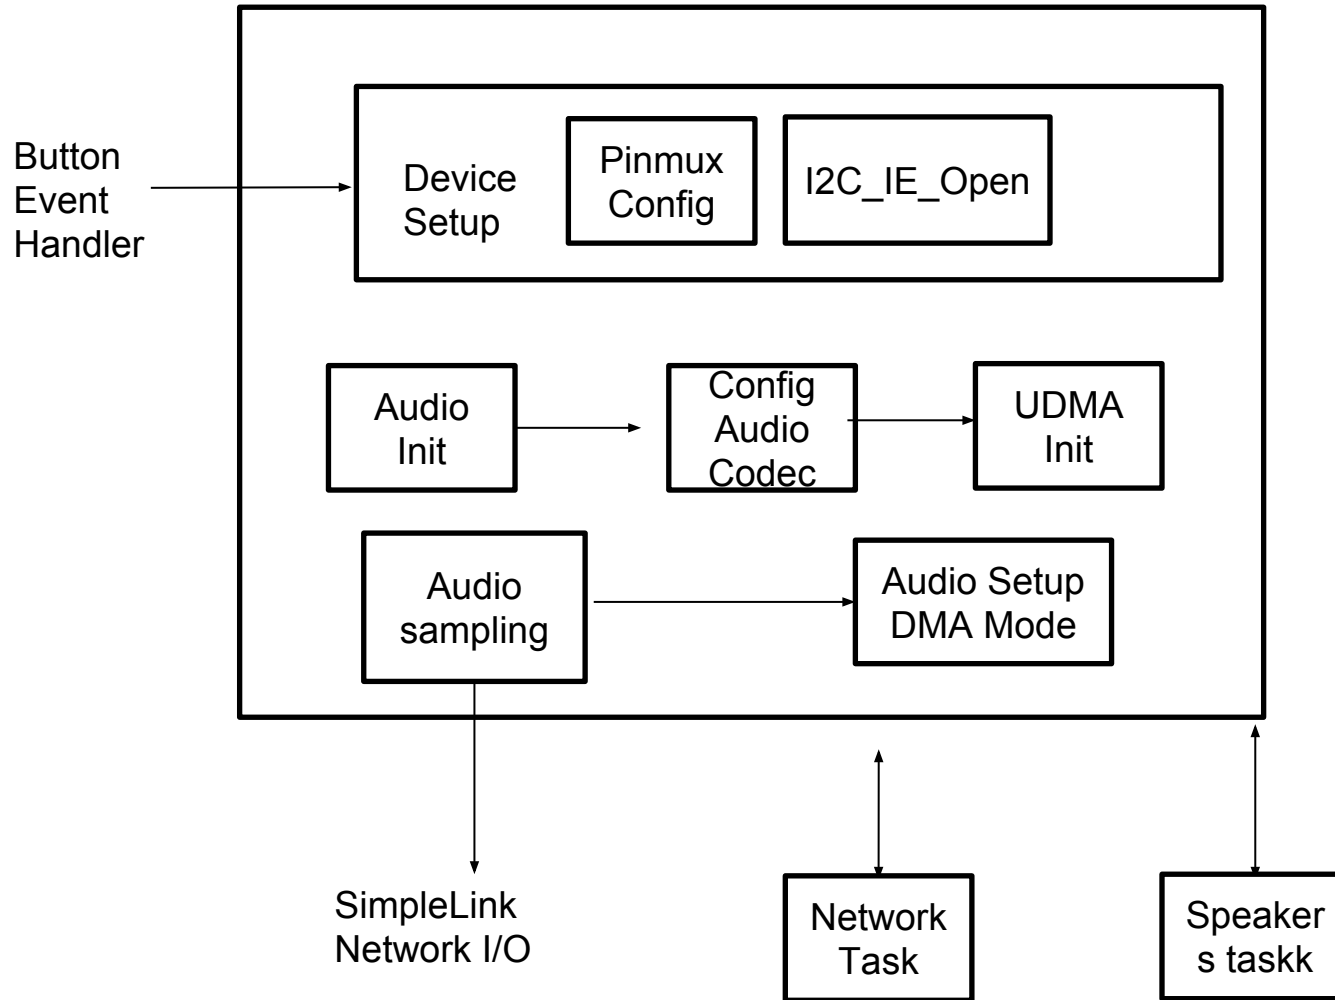 Button
Event
Handler
Device
Setup
Pinmux
Config
I2C_IE_Open
Audio
Init
Config
Audio
Codec
UDMA
Init
Audio
sampling
Audio Setup
DMA Mode
SimpleLink
Network I/O
Network
Task
Speaker
s taskk